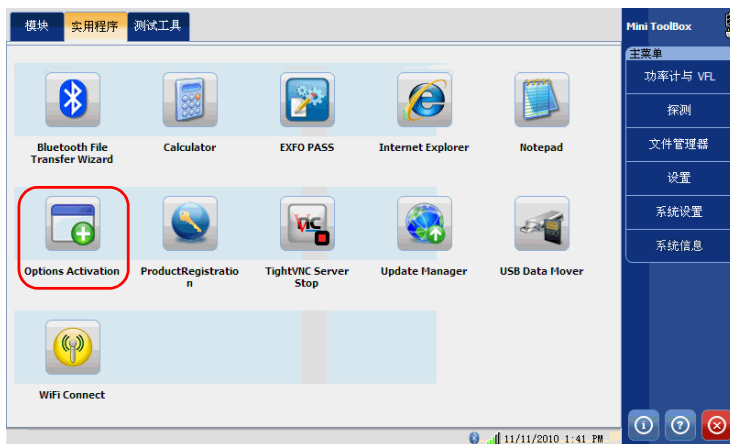 模块 实用程序 测试工具
Bluetooth File
Transfer Wizard
Calculator
EXFO PASS
Internet Explorer
Notepad
Options Activation
ProductRegistratio
n
TightVNC Server
Stop
Update Manager
USB Data Mover
WiFi Connect
11/11/2010 1:41 PM
Mini ToolBox
主菜单
功率计与 VFL
探测
文件管理器
设置
系统设置
系统信息